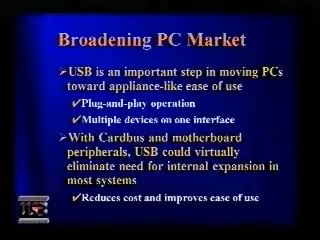 Broadening PC Market
➢USB is an important step in moving PCs
toward appliance-like ease of use
✔Plug-and-play operation
✔Multiple devices on one interface
➢With Cardbus and motherboard
peripherals, USB could virtually
eliminate need for internal expansion in
most systems
✔Reduces cost and improves ease of use